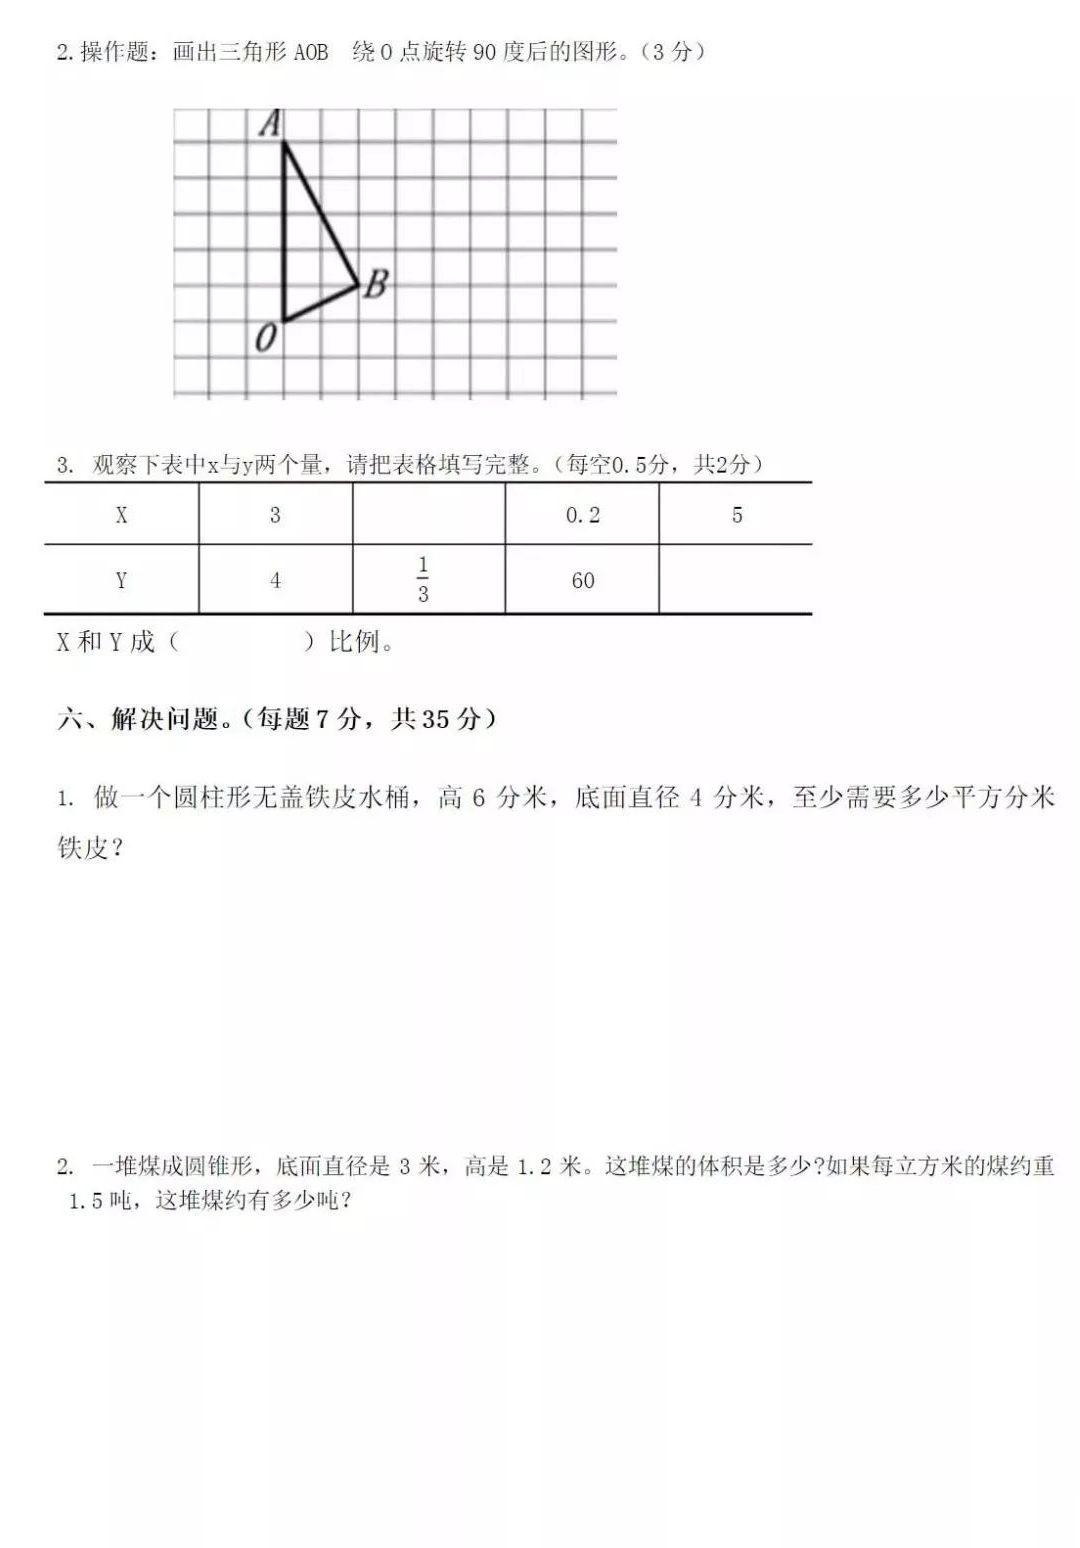 2.操作题：画出三角形 AOB 绕 O 点旋转 90 度后的图形。（3 分）
A
B
O
3. 观察下表中x与y两个量，请把表格填写完整。（每空0.5分，共2分）
X 3 0.2 5
Y 4 1/3 60
X 和 Y 成（ ）比例。
六、解决问题。（每题 7 分，共 35 分）
1. 做一个圆柱形无盖铁皮水桶，高 6 分米，底面直径 4 分米，至少需要多少平方分米
铁皮？
2. 一堆煤成圆锥形，底面直径是 3 米，高是 1.2 米。这堆煤的体积是多少?如果每立方米的煤约重
1.5 吨，这堆煤约有多少吨？